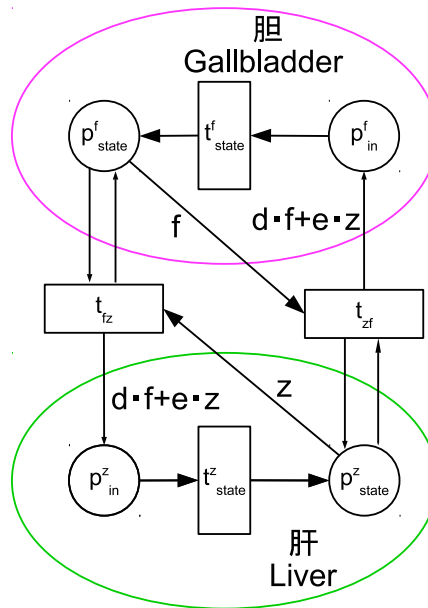 胆
Gallbladder
p^f_state
t^f_state
p^f_in
f
d·f+e·z
t_fz
t_zf
d·f+e·z
z
p^z_in
t^z_state
p^z_state
肝
Liver